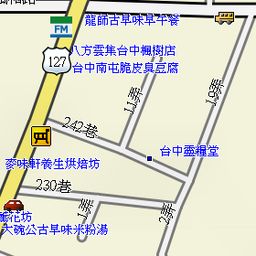 龍師古早味早午餐
FM
八方雲集台中楓樹店
127
台中南屯脆皮臭豆腐
11弄
19弄
242巷
台中靈糧堂
麥味軒養生烘焙坊
230巷
1弄
2弄
花坊
大碗公古早味米粉湯